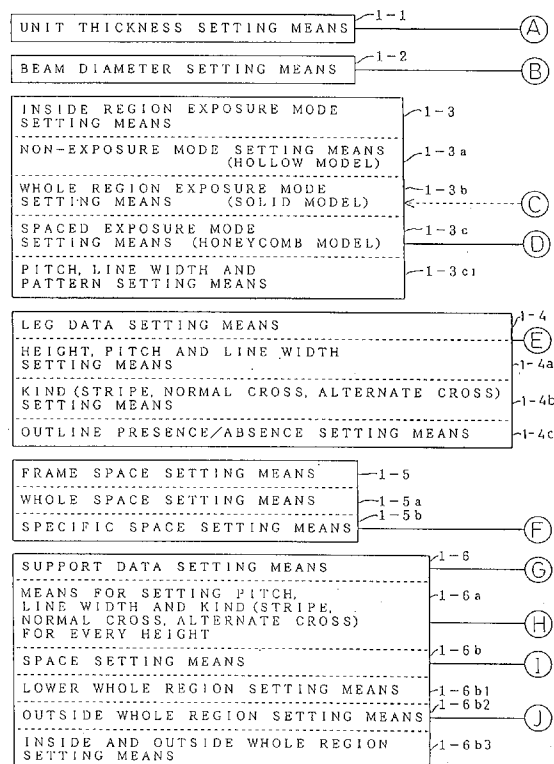 UNIT THICKNESS SETTING MEANS 1-1 A
BEAM DIAMETER SETTING MEANS 1-2 B
INSIDE REGION EXPOSURE MODE
SETTING MEANS 1-3
NON-EXPOSURE MODE SETTING MEANS
(HOLLOW MODEL) 1-3a
WHOLE REGION EXPOSURE MODE 1-3b
SETTING MEANS (SOLID MODEL) C
SPACED EXPOSURE MODE 1-3c
SETTING MEANS (HONEYCOMB MODEL) D
PITCH, LINE WIDTH AND
PATTERN SETTING MEANS 1-3c1
LEG DATA SETTING MEANS 1-4
E
HEIGHT, PITCH AND LINE WIDTH
SETTING MEANS 1-4a
KIND (STRIPE, NORMAL CROSS, ALTERNATE CROSS)
SETTING MEANS 1-4b
OUTLINE PRESENCE/ABSENCE SETTING MEANS 1-4c
FRAME SPACE SETTING MEANS 1-5
WHOLE SPACE SETTING MEANS 1-5a
SPECIFIC SPACE SETTING MEANS 1-5b F
SUPPORT DATA SETTING MEANS 1-6 G
MEANS FOR SETTING PITCH, 1-6a
LINE WIDTH AND KIND (STRIPE,
NORMAL CROSS, ALTERNATE CROSS) H
FOR EVERY HEIGHT
SPACE SETTING MEANS 1-6b I
LOWER WHOLE REGION SETTING MEANS 1-6b1
OUTSIDE WHOLE REGION SETTING MEANS 1-6b2 J
INSIDE AND OUTSIDE WHOLE REGION
SETTING MEANS 1-6b3